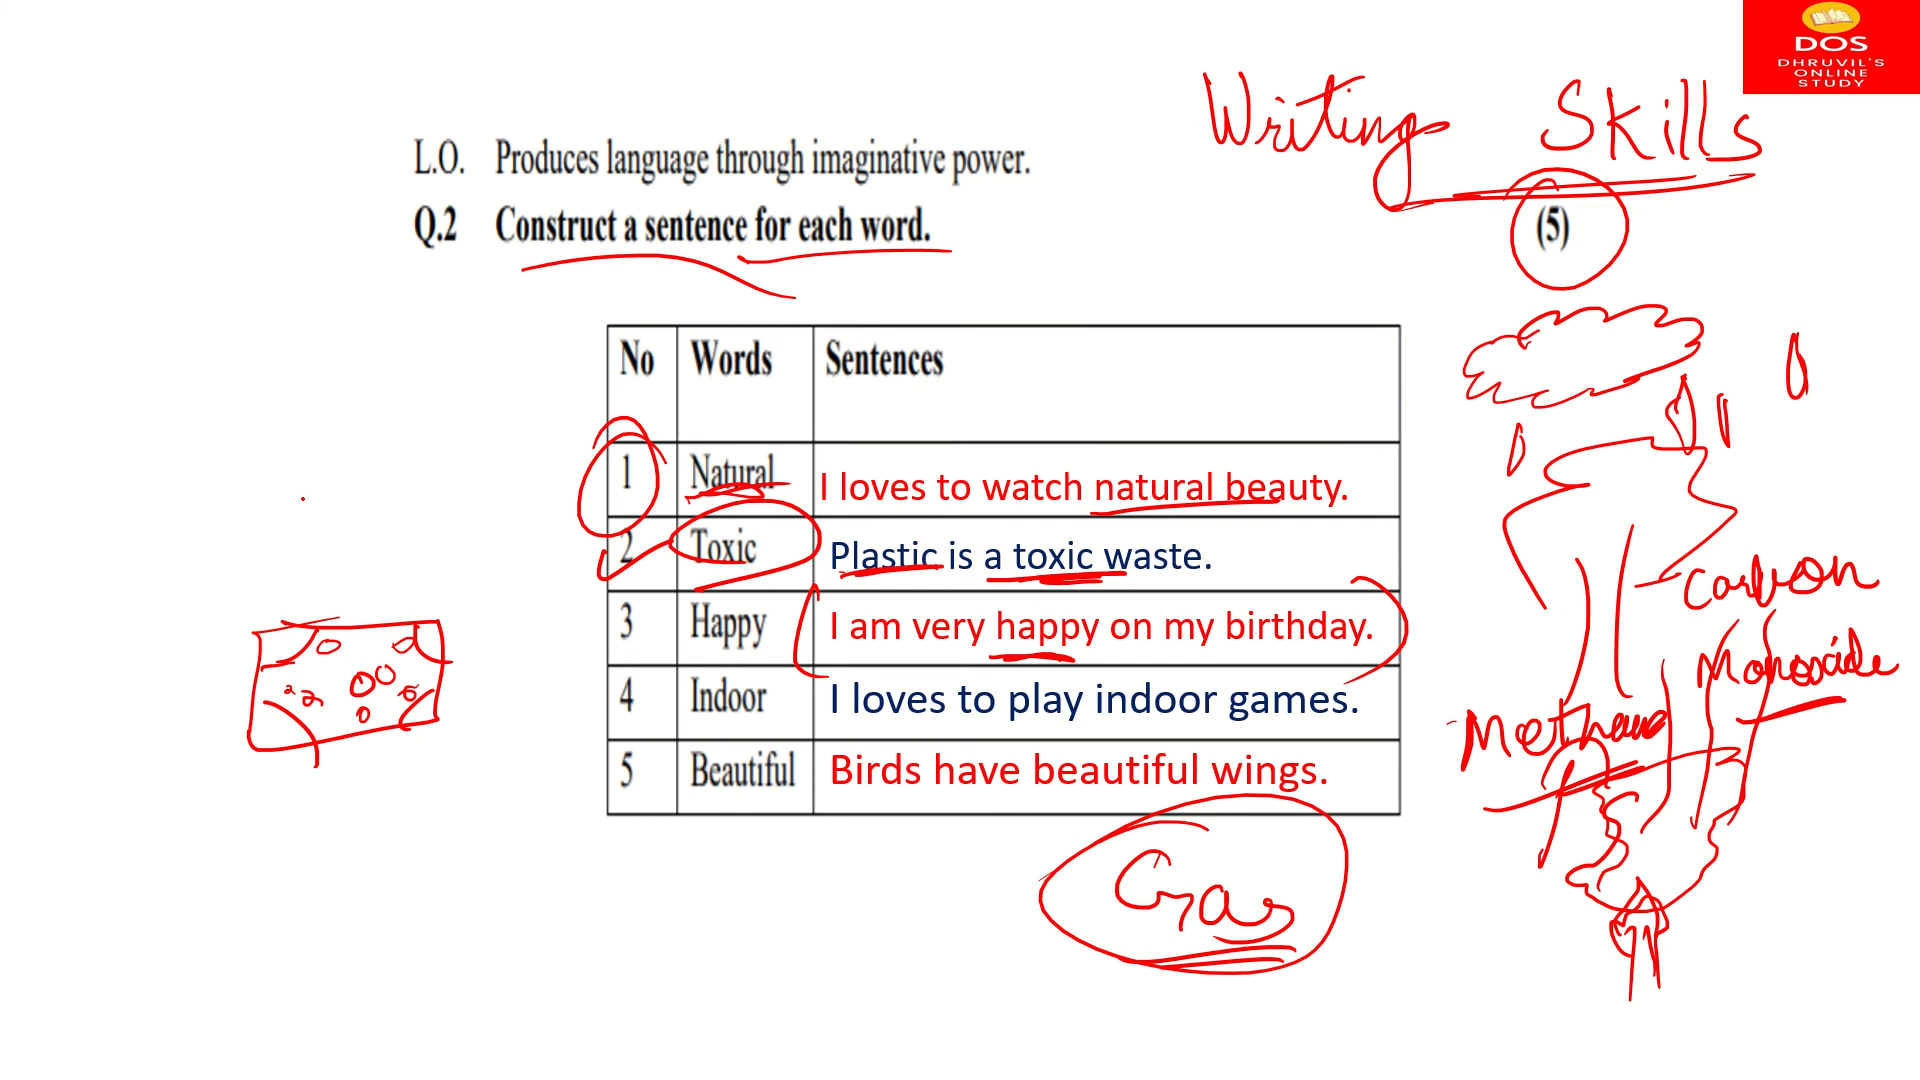 DOS
DHRUVIL'S
ONLINE
STUDY
Writing Skills
L.O. Produces language through imaginative power.
Q.2 Construct a sentence for each word. (5)
No Words Sentences
1 Natural I loves to watch natural beauty.
2 Toxic Plastic is a toxic waste.
3 Happy I am very happy on my birthday.
4 Indoor I loves to play indoor games.
5 Beautiful Birds have beautiful wings.
Carbon
Monoxide
Methane
Gas